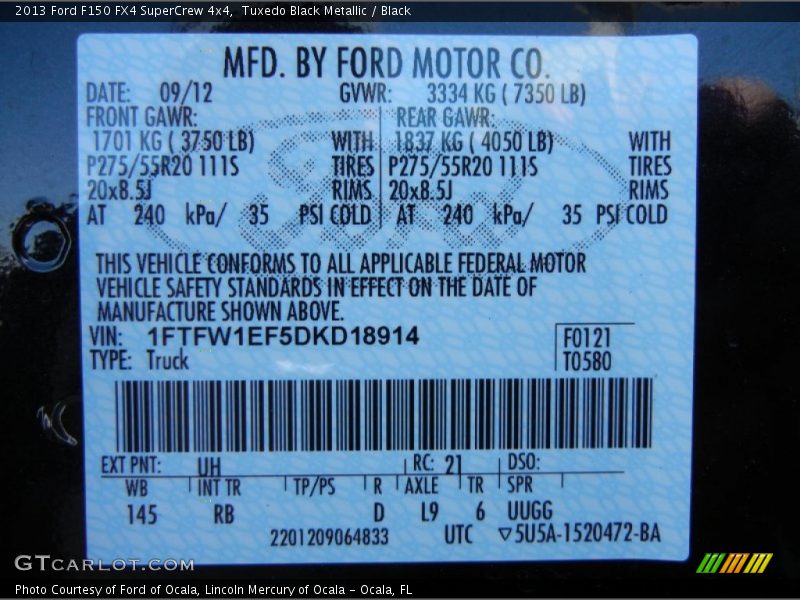 2013 Ford F150 FX4 SuperCrew 4x4,  Tuxedo Black Metallic / Black
MFD. BY FORD MOTOR CO.
DATE: 09/12 GVWR: 3334 KG ( 7350 LB)
FRONT GAWR: REAR GAWR:
1701 KG ( 3750 LB) WITH 1837 KG ( 4050 LB) WITH
P275/55R20 111S TIRES P275/55R20 111S TIRES
20x8.5J RIMS 20x8.5J RIMS
AT 240 kPa/ 35 PSI COLD AT 240 kPa/ 35 PSI COLD
THIS VEHICLE CONFORMS TO ALL APPLICABLE FEDERAL MOTOR
VEHICLE SAFETY STANDARDS IN EFFECT ON THE DATE OF
MANUFACTURE SHOWN ABOVE.
VIN: 1FTFW1EF5DKD18914 F0121
TYPE: Truck T0580
EXT PNT: UH RC: 21 DSO:
WB INT TR TP/PS R AXLE TR SPR
145 RB D L9 6 UUGG
2201209064833 UTC ▽5U5A-1520472-BA
GTCARLOT.COM
Photo Courtesy of Ford of Ocala, Lincoln Mercury of Ocala - Ocala, FL